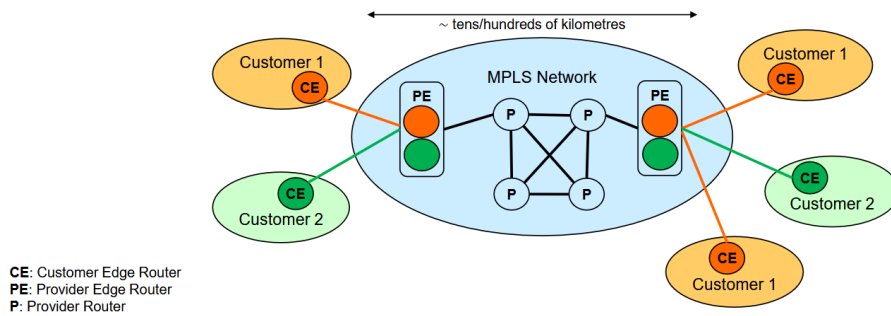 ~ tens/hundreds of kilometres
Customer 1
CE
MPLS Network
PE
PE
Customer 1
CE
P
P
P
P
CE
Customer 2
CE
Customer 2
CE
Customer 1
CE: Customer Edge Router
PE: Provider Edge Router
P: Provider Router